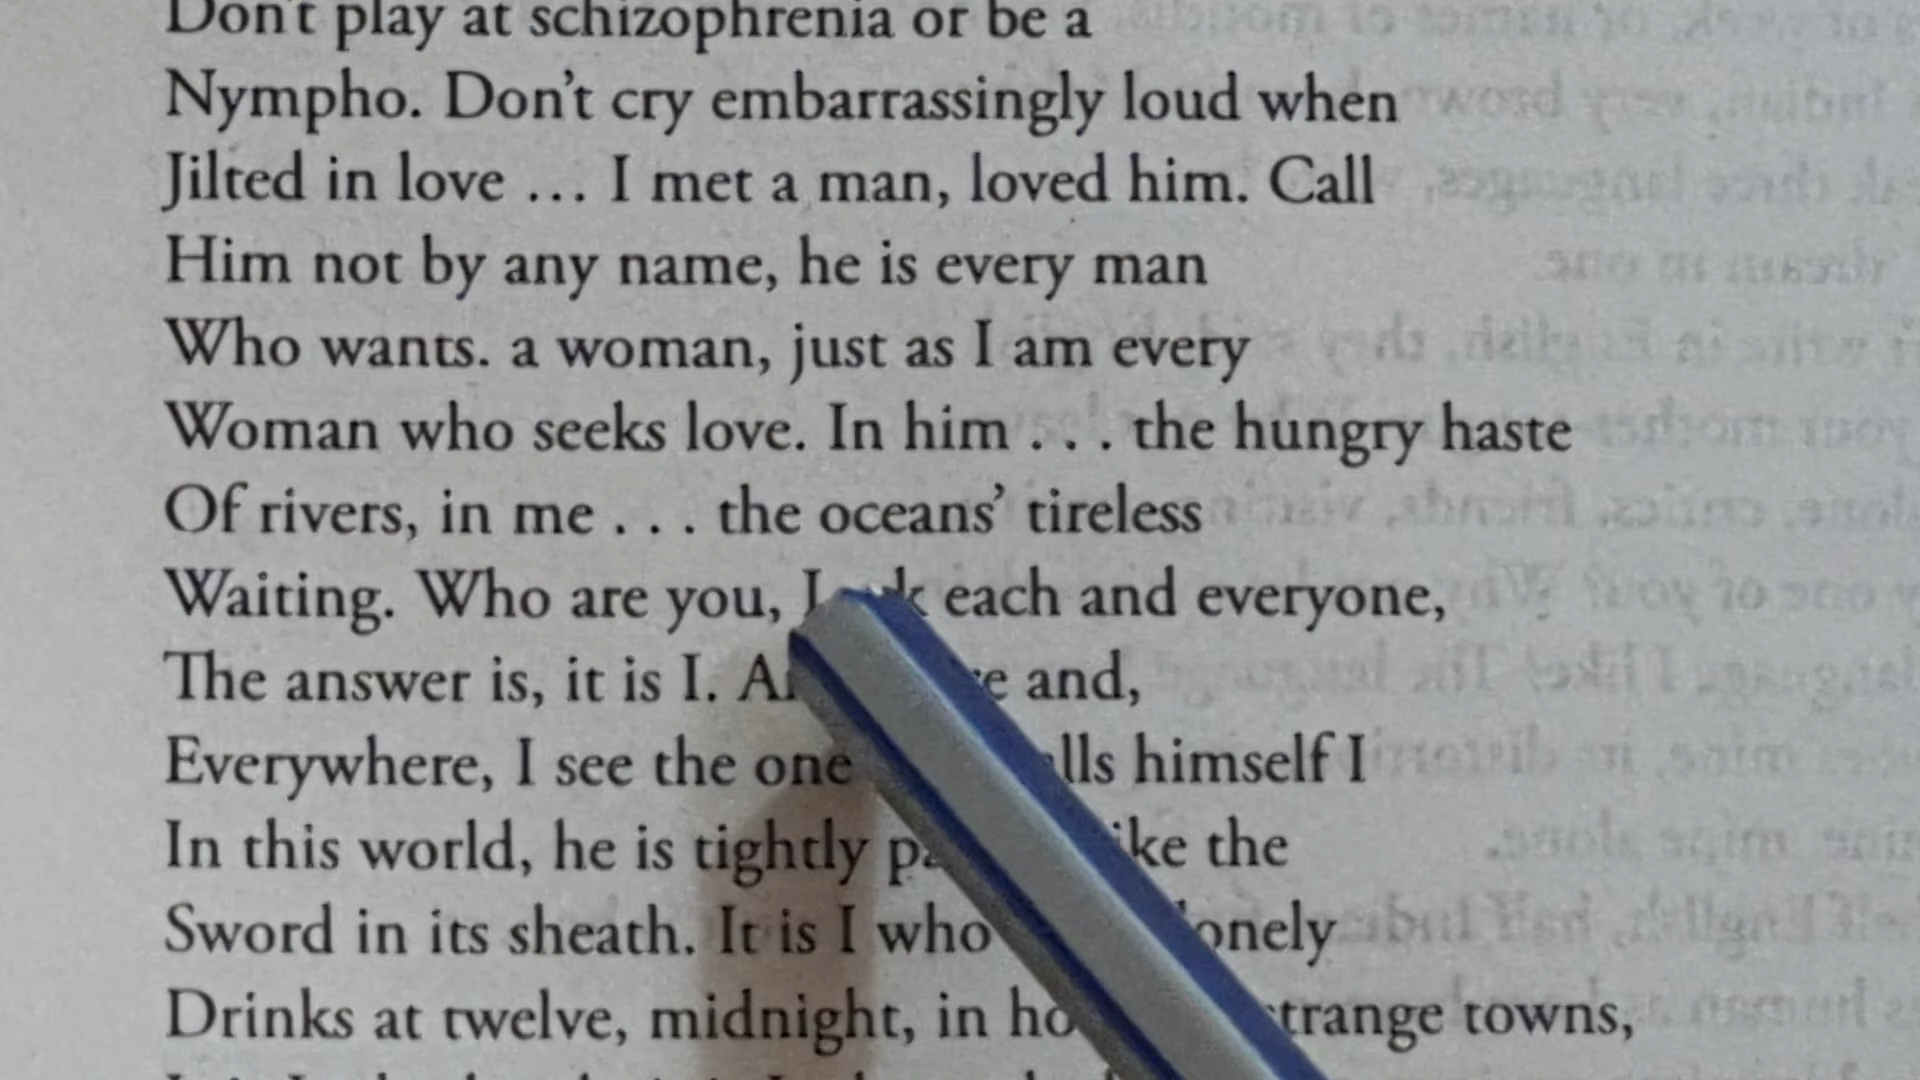 Don't play at schizophrenia or be a
Nympho. Don't cry embarrassingly loud when
Jilted in love ... I met a man, loved him. Call
Him not by any name, he is every man
Who wants. a woman, just as I am every
Woman who seeks love. In him . . . the hungry haste
Of rivers, in me . . . the oceans' tireless
Waiting. Who are you, I each and everyone,
The answer is, it is I. and,
Everywhere, I see the one himself I
In this world, he is tightly the
Sword in its sheath. It is I who
Drinks at twelve, midnight, in towns,